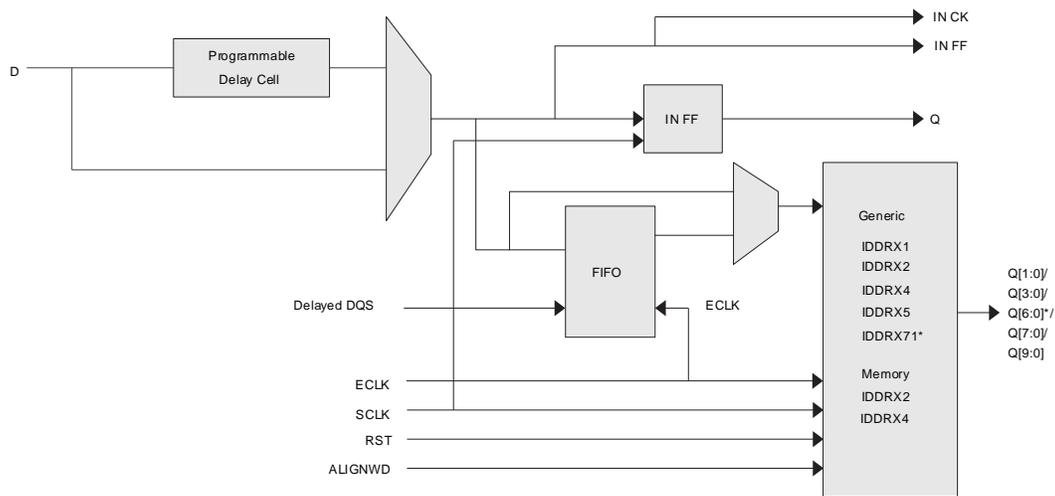 IN CK
IN FF
D
Programmable
Delay Cell
IN FF
Q
Generic
IDDRX1
IDDRX2
IDDRX4
IDDRX5
IDDRX71*
Memory
IDDRX2
IDDRX4
FIFO
Q[1:0]/
Q[3:0]/
Q[6:0]*/
Q[7:0]/
Q[9:0]
Delayed DQS
ECLK
ECLK
SCLK
RST
ALIGNWD